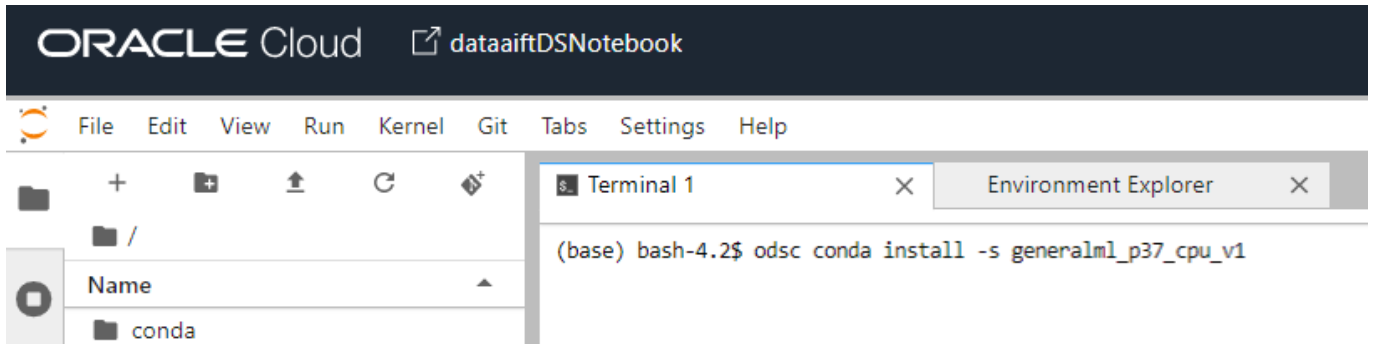 ORACLE Cloud dataaiftDSNotebook
File Edit View Run Kernel Git Tabs Settings Help
$_ Terminal 1 Environment Explorer
/
(base) bash-4.2$ odsc conda install -s generalml_p37_cpu_v1
Name
conda